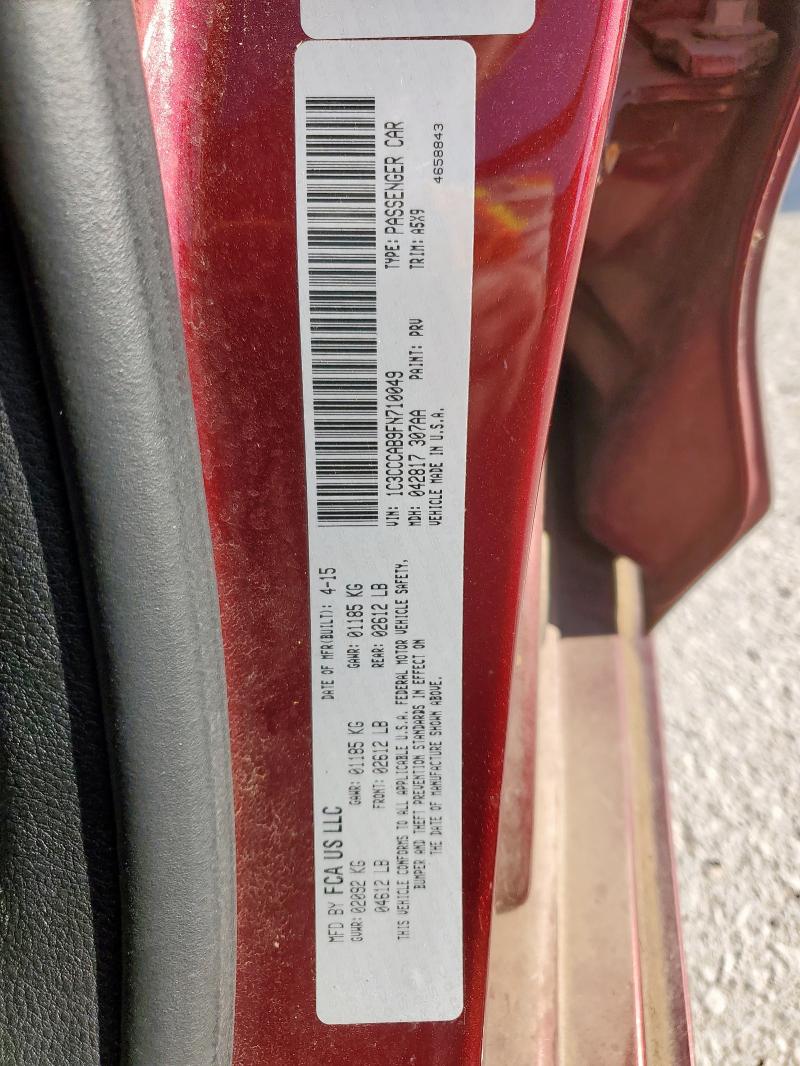 MFD BY FCA US LLC
DATE OF MFR(BUILT): 4-15
GVWR: 02092 KG
GAWR: 01185 KG
GAWR: 01185 KG
04612 LB
FRONT: 02612 LB
REAR: 02612 LB
THIS VEHICLE CONFORMS TO ALL APPLICABLE U.S.A. FEDERAL MOTOR VEHICLE SAFETY,
BUMPER AND THEFT PREVENTION STANDARDS IN EFFECT ON
THE DATE OF MANUFACTURE SHOWN ABOVE.
VIN: 1C3CCCAB9FN710049
TYPE: PASSENGER CAR
MDH: 042817 307AA
PAINT: PRV
TRIM: A5X9
VEHICLE MADE IN U.S.A.
4658843